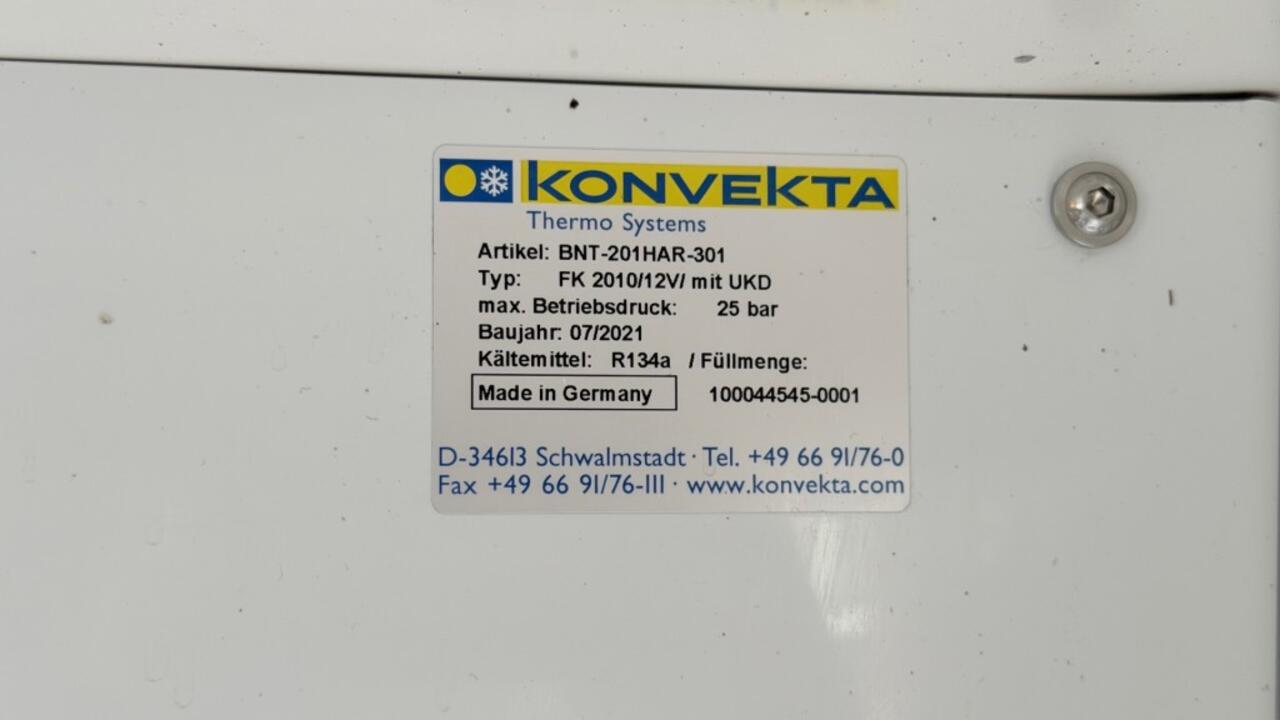 KONVEKTA
Thermo Systems
Artikel: BNT-201HAR-301
Typ: FK 2010/12V/ mit UKD
max. Betriebsdruck: 25 bar
Baujahr: 07/2021
Kältemittel: R134a / Füllmenge:
Made in Germany 100044545-0001
D-34613 Schwalmstadt · Tel. +49 66 91/76-0
Fax +49 66 91/76-111 · www.konvekta.com